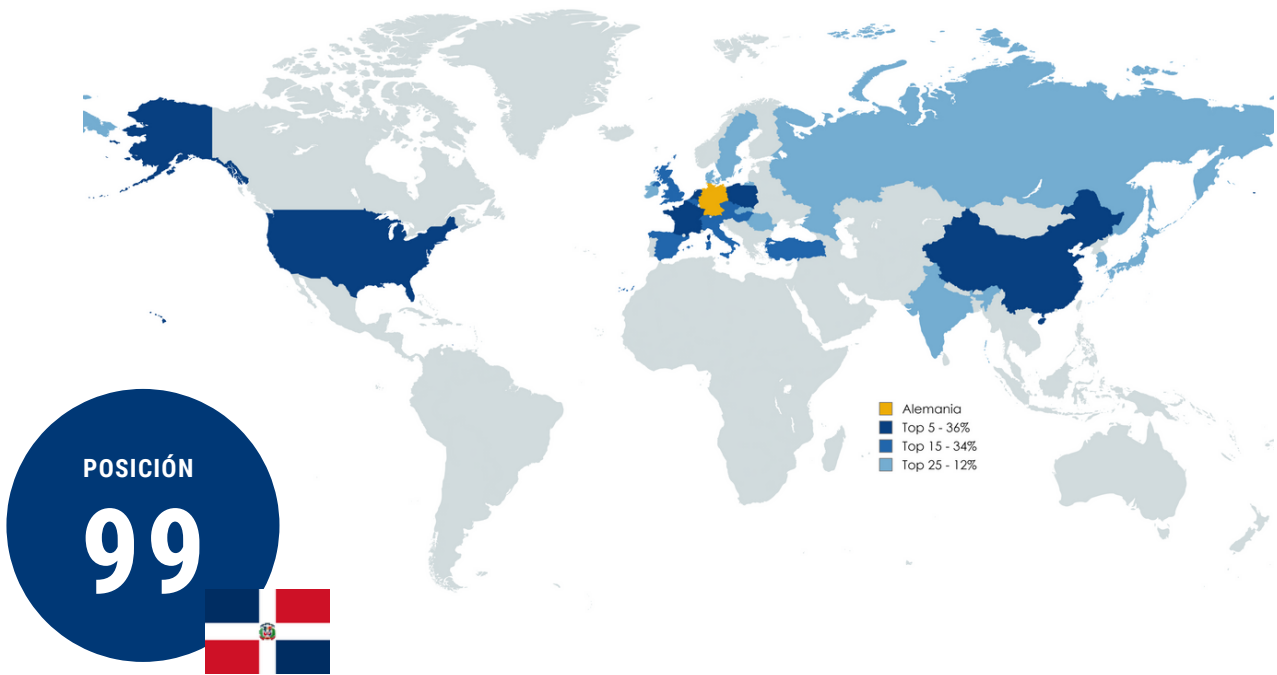 POSICIÓN
99
Alemania
Top 5 - 36%
Top 15 - 34%
Top 25 - 12%